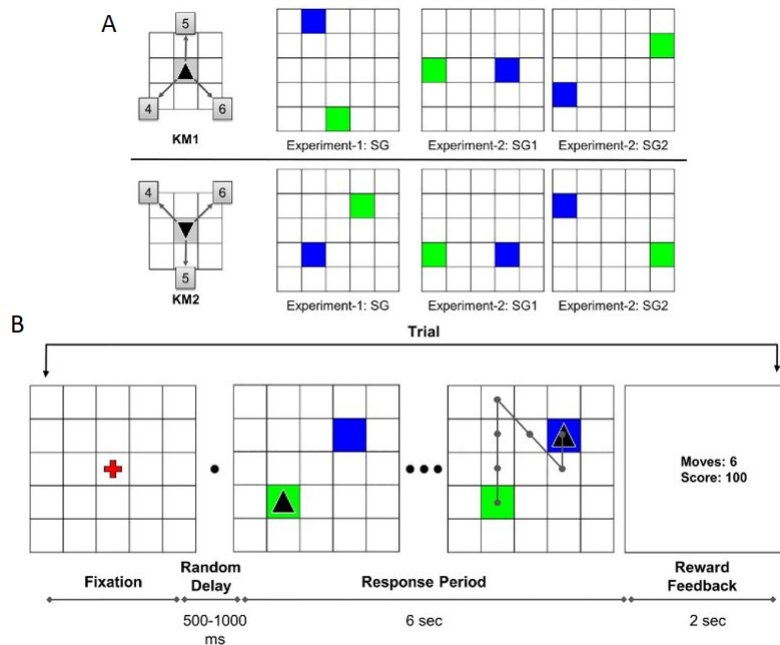 A
5
4
6
KM1
Experiment-1: SG
Experiment-2: SG1
Experiment-2: SG2
4
6
5
KM2
Experiment-1: SG
Experiment-2: SG1
Experiment-2: SG2
B
Trial
Moves: 6
Score: 100
Fixation
Random
Delay
Response Period
Reward
Feedback
500-1000
ms
6 sec
2 sec